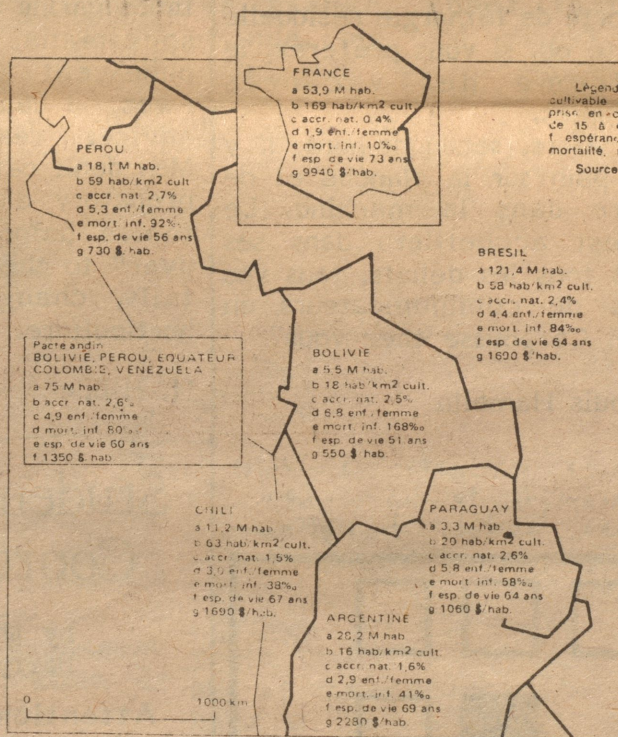 FRANCE
a 53,9 M hab.
b 169 hab/km² cult.
c accr. nat. 0,4%
d 1,9 enf./femme
e mort. inf. 10‰
f esp. de vie 73 ans
g 9940 $/hab.
Légend
cultivable
ce 15 à
f. espéranc
mortalité,
Source
PEROU
a 18,1 M hab.
b 59 hab/km² cult
c accr. nat. 2,7%
d 5,3 enf./femme
e mort. inf. 92‰
f esp. de vie 56 ans
g 730 $/hab.
BRESIL
a 121,4 M hab.
b 58 hab/km² cult.
c accr. nat. 2,4%
d 4,4 enf./femme
e mort. inf. 84‰
f esp. de vie 64 ans
g 1690 $/hab.
Pacte andin
BOLIVIE, PEROU, EQUATEUR
COLOMBIE, VENEZUELA
a 75 M hab.
b accr. nat. 2,6%
c 4,9 enf./femme
d mort. inf. 80
e esp. de vie 60 ans
f 1350 $ hab.
BOLIVIE
a 5,5 M hab.
b 18 hab/km² cult.
c accr. nat. 2,5%
d 6,8 enf./femme
e mort. inf. 168‰
f esp. de vie 51 ans
g 550 $/hab.
CHILI
a 11,2 M hab.
b 63 hab/km² cult.
c accr. nat. 1,5%
d enf./femme
e mort. inf. 38‰
f esp. de vie 67 ans
g 1690 $/hab.
PARAGUAY
a 3,3 M hab.
b 20 hab/km² cult.
c accr. nat. 2,6%
d 5,8 enf./femme
e mort. inf. 58‰
f esp. de vie 64 ans
g 1060 $/hab.
ARGENTINE
a 28,2 M hab
b 16 hab/km² cult.
c accr. nat. 1,6%
d 2,9 enf./femme
e mort. inf. 41‰
f esp. de vie 69 ans
g 2280 $/hab.
0 1000 km